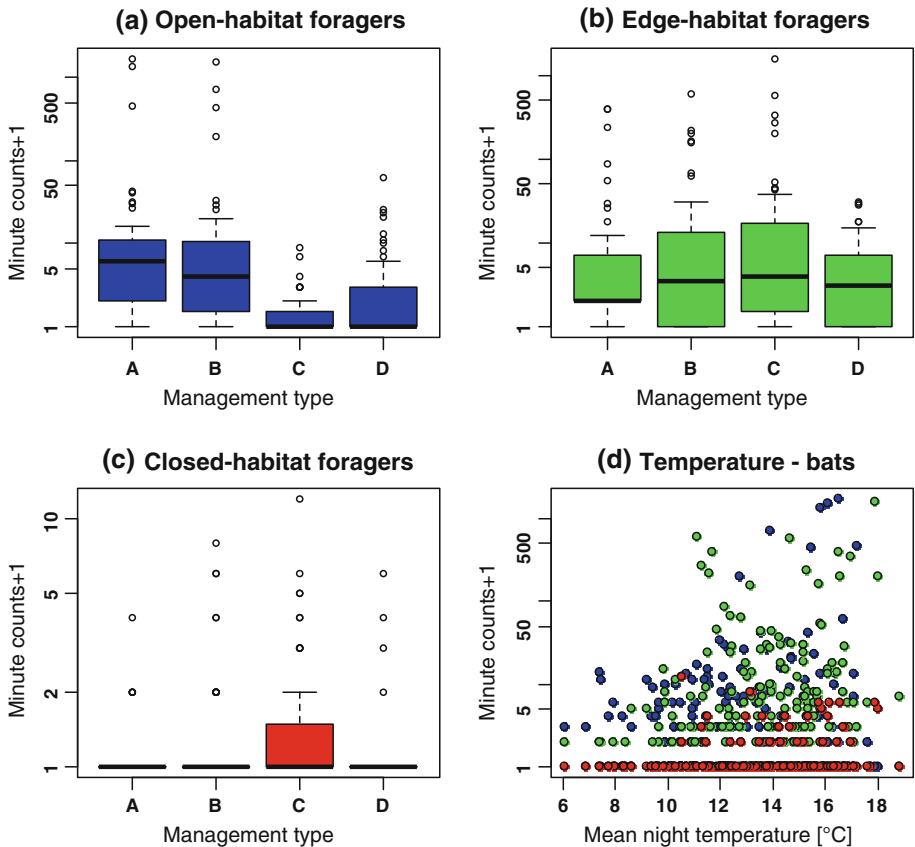 (a) Open-habitat foragers
Minute counts+1
500
50
5
1
A B C D
Management type
(b) Edge-habitat foragers
Minute counts+1
500
50
5
1
A B C D
Management type
(c) Closed-habitat foragers
Minute counts+1
10
5
2
1
A B C D
Management type
(d) Temperature - bats
Minute counts+1
500
50
5
1
6 8 10 12 14 16 18
Mean night temperature [°C]